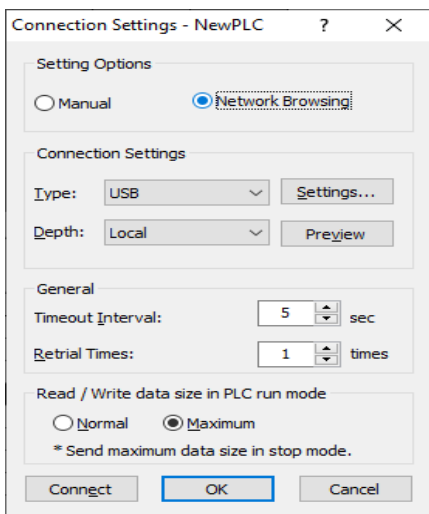 Connection Settings - NewPLC ? ×
Setting Options
Manual Network Browsing
Connection Settings
Type: USB Settings...
Depth: Local Preview
General
Timeout Interval: 5 sec
Retrial Times: 1 times
Read / Write data size in PLC run mode
Normal Maximum
* Send maximum data size in stop mode.
Connect OK Cancel